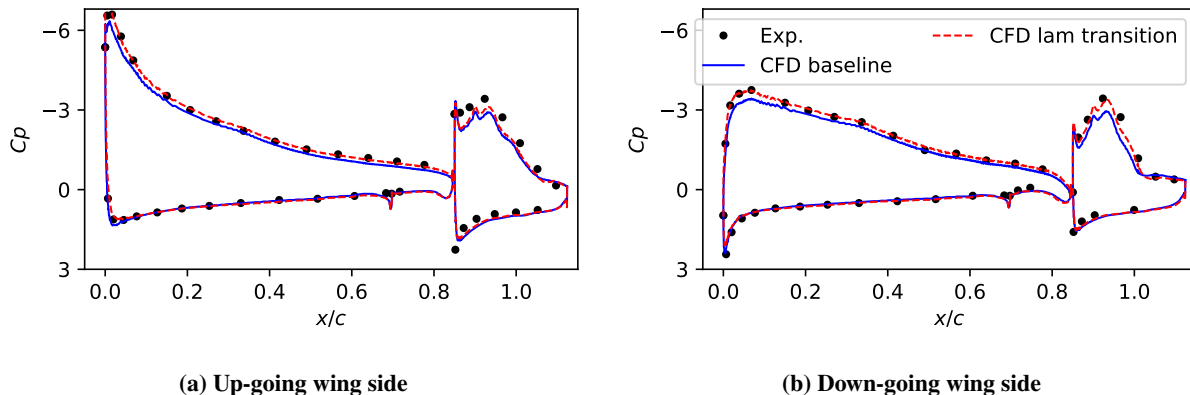 −6
−3
0
3
Cp
0.0 0.2 0.4 0.6 0.8 1.0
x/c
(a) Up-going wing side
Exp.
CFD baseline
CFD lam transition
−6
−3
0
3
Cp
0.0 0.2 0.4 0.6 0.8 1.0
x/c
(b) Down-going wing side